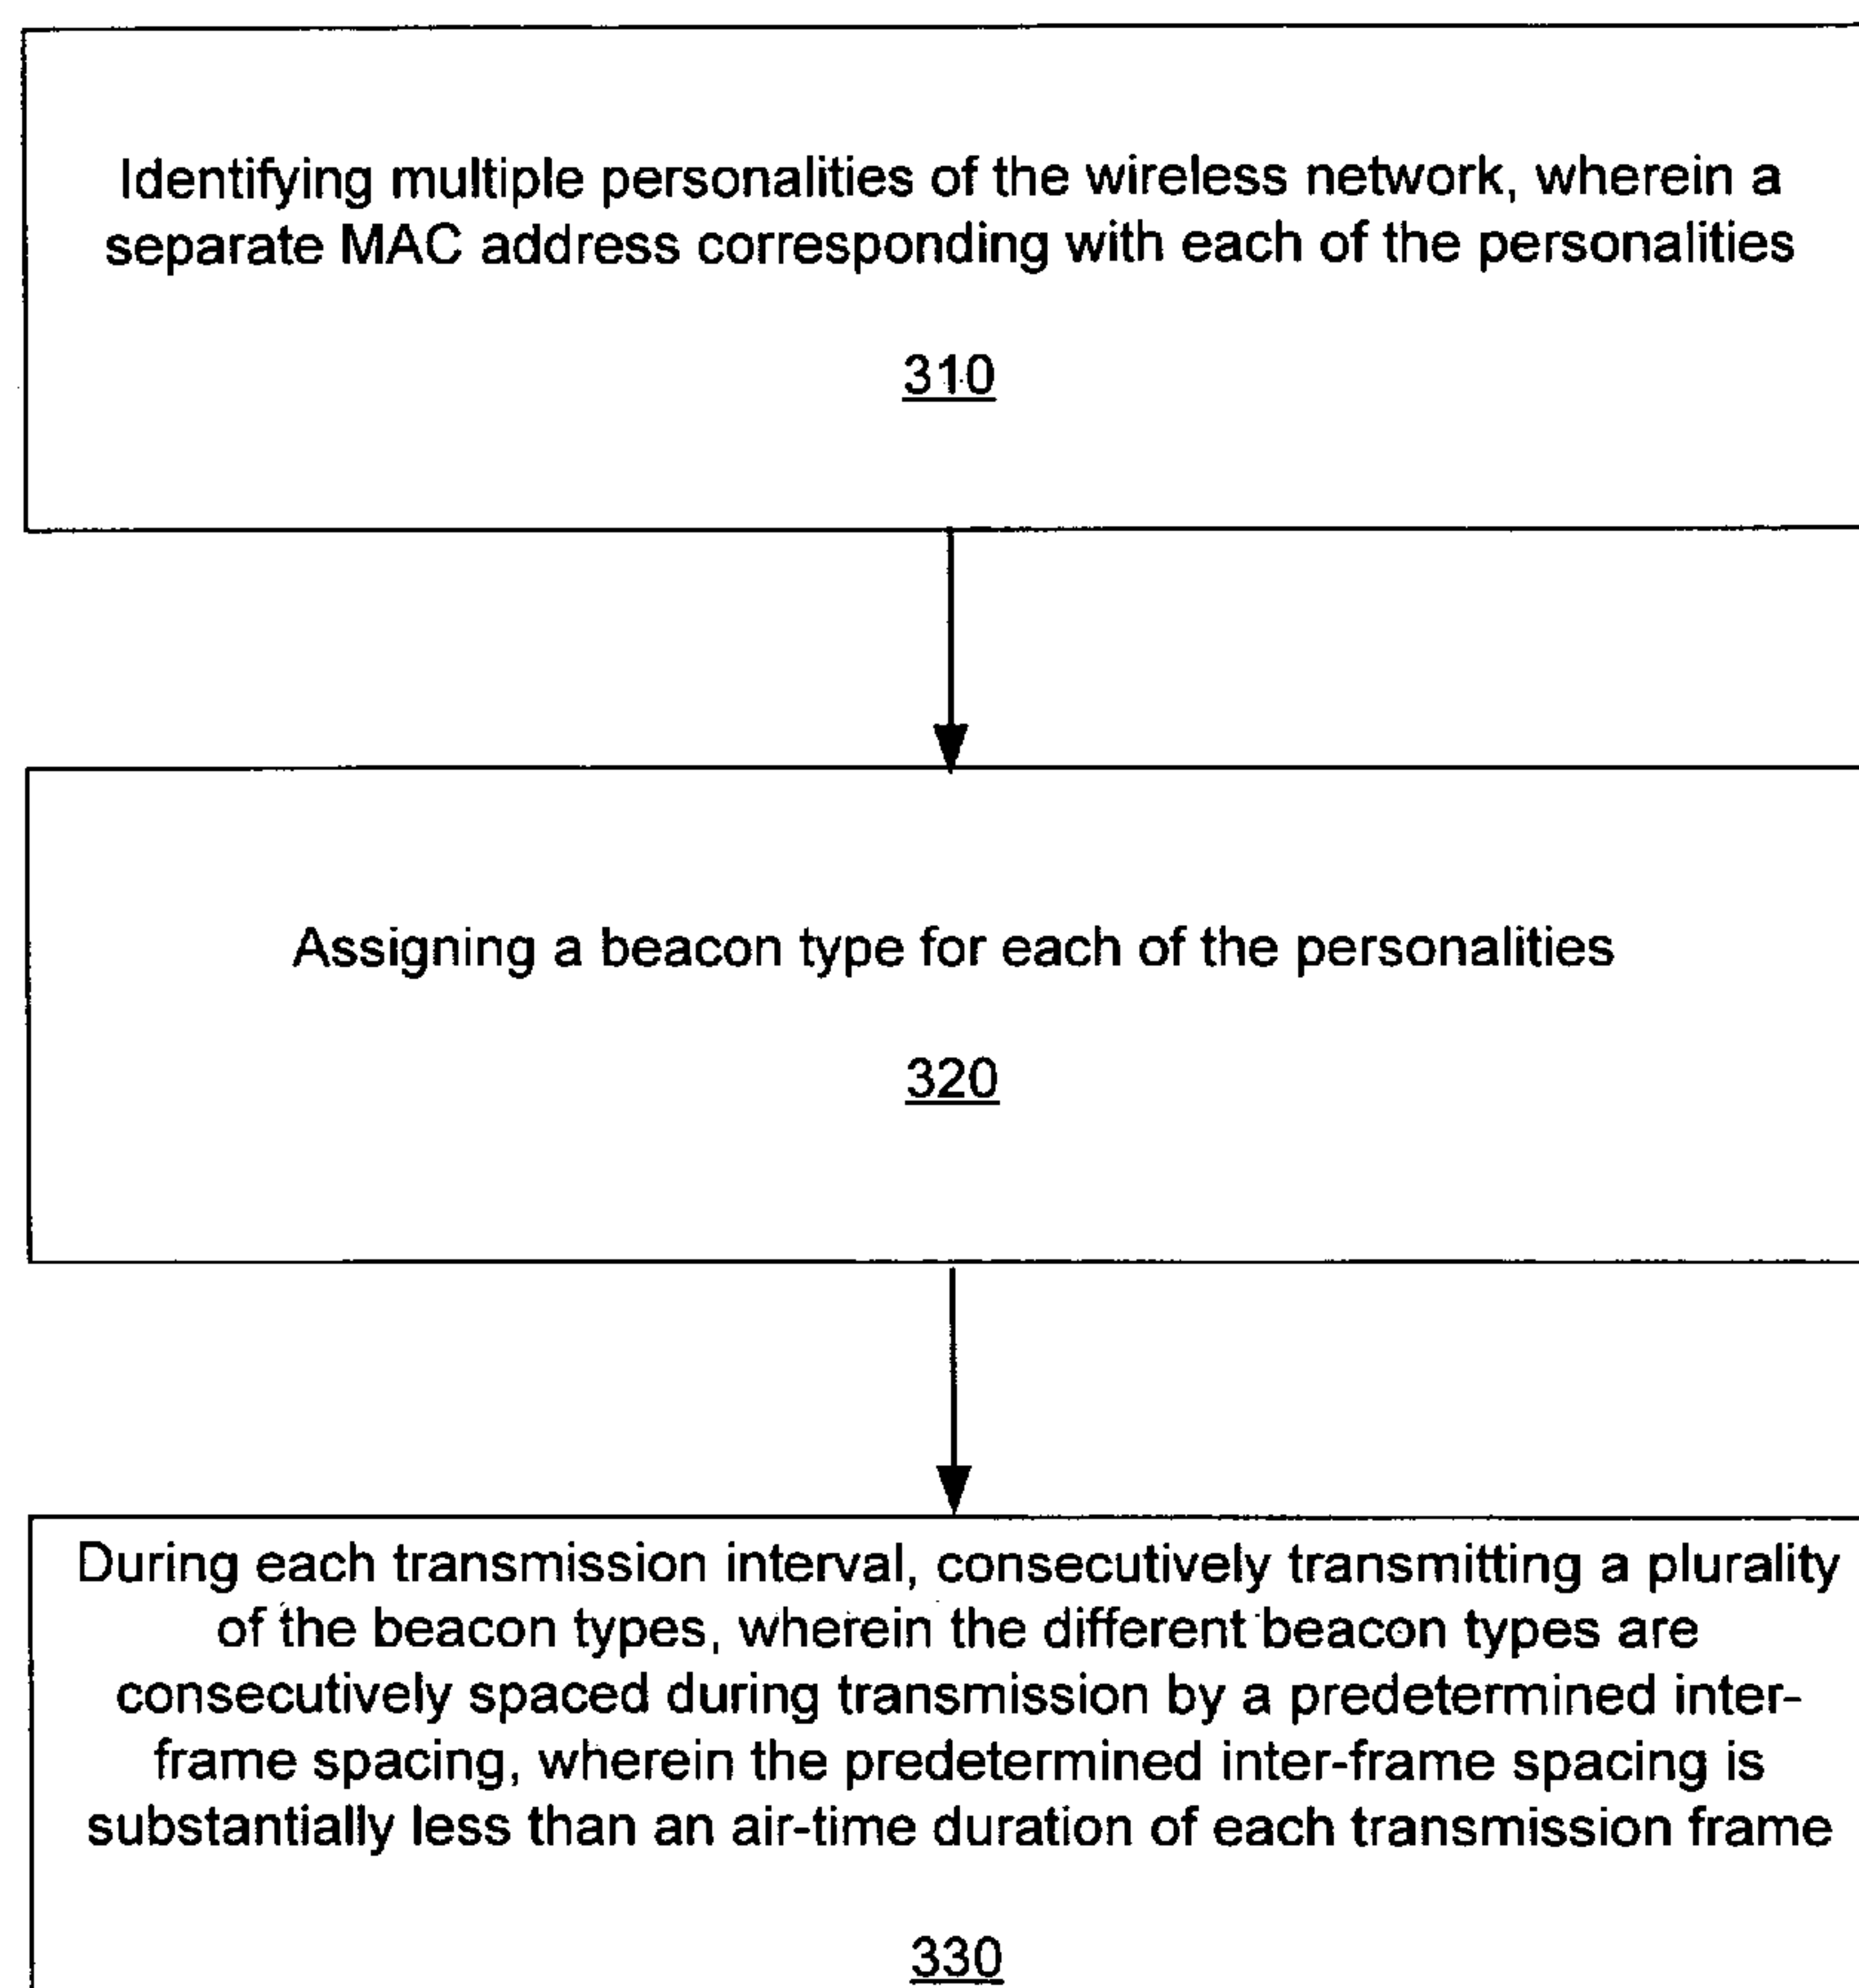 Identifying multiple personalities of the wireless network, wherein a
separate MAC address corresponding with each of the personalities
310
Assigning a beacon type for each of the personalities
320
During each transmission interval, consecutively transmitting a plurality
of the beacon types, wherein the different beacon types are
consecutively spaced during transmission by a predetermined inter-
frame spacing, wherein the predetermined inter-frame spacing is
substantially less than an air-time duration of each transmission frame
330